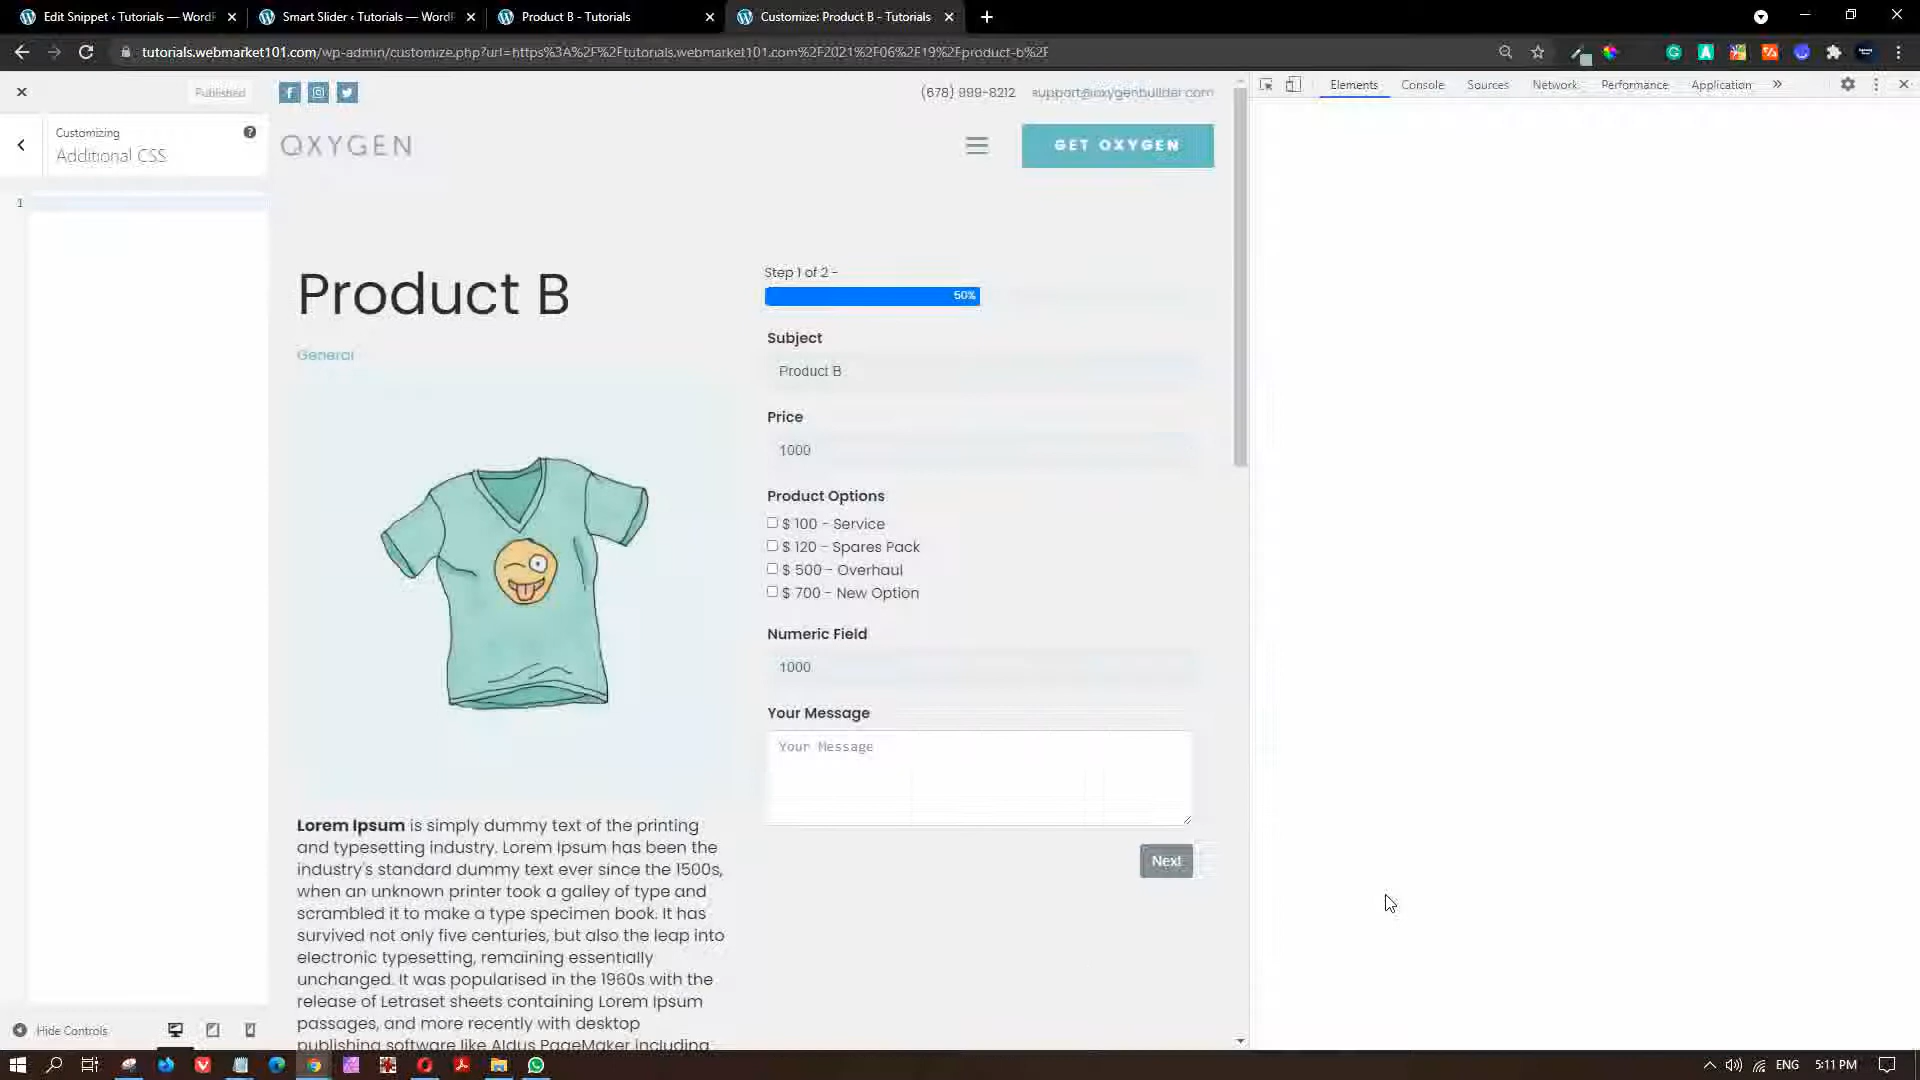 Edit Snippet ‹ Tutorials — WordP
Smart Slider ‹ Tutorials — WordP
Product B - Tutorials
Customize: Product B - Tutorials
tutorials.webmarket101.com/wp-admin/customize.php?url=https%3A%2F%2Ftutorials.webmarket101.com%2F2021%2F06%2F19%2Fproduct-b%2F
Published
(678) 999-8212
support@oxygenbuilder.com
Elements
Console
Sources
Network
Performance
Application
Customizing
Additional CSS
OXYGEN
GET OXYGEN
1
Product B
General
Step 1 of 2 -
50%
Subject
Product B
Price
1000
Product Options
$ 100 - Service
$ 120 - Spares Pack
$ 500 - Overhaul
$ 700 - New Option
Numeric Field
1000
Your Message
Your Message
Next
Lorem Ipsum is simply dummy text of the printing
and typesetting industry. Lorem Ipsum has been the
industry's standard dummy text ever since the 1500s,
when an unknown printer took a galley of type and
scrambled it to make a type specimen book. It has
survived not only five centuries, but also the leap into
electronic typesetting, remaining essentially
unchanged. It was popularised in the 1960s with the
release of Letraset sheets containing Lorem Ipsum
passages, and more recently with desktop
publishing software like Aldus PageMaker including
Hide Controls
ENG
5:11 PM